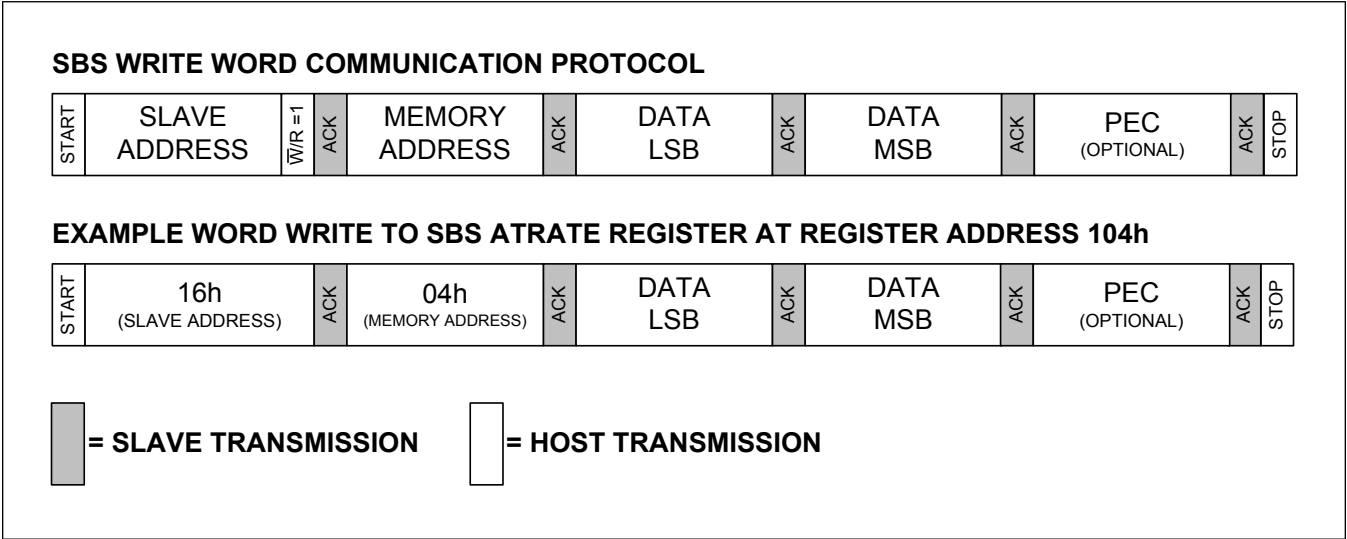 SBS WRITE WORD COMMUNICATION PROTOCOL
START
SLAVE
ADDRESS
W̅/R =1
ACK
MEMORY
ADDRESS
ACK
DATA
LSB
ACK
DATA
MSB
ACK
PEC
(OPTIONAL)
ACK
STOP
EXAMPLE WORD WRITE TO SBS ATRATE REGISTER AT REGISTER ADDRESS 104h
START
16h
(SLAVE ADDRESS)
ACK
04h
(MEMORY ADDRESS)
ACK
DATA
LSB
ACK
DATA
MSB
ACK
PEC
(OPTIONAL)
ACK
STOP
= SLAVE TRANSMISSION
= HOST TRANSMISSION